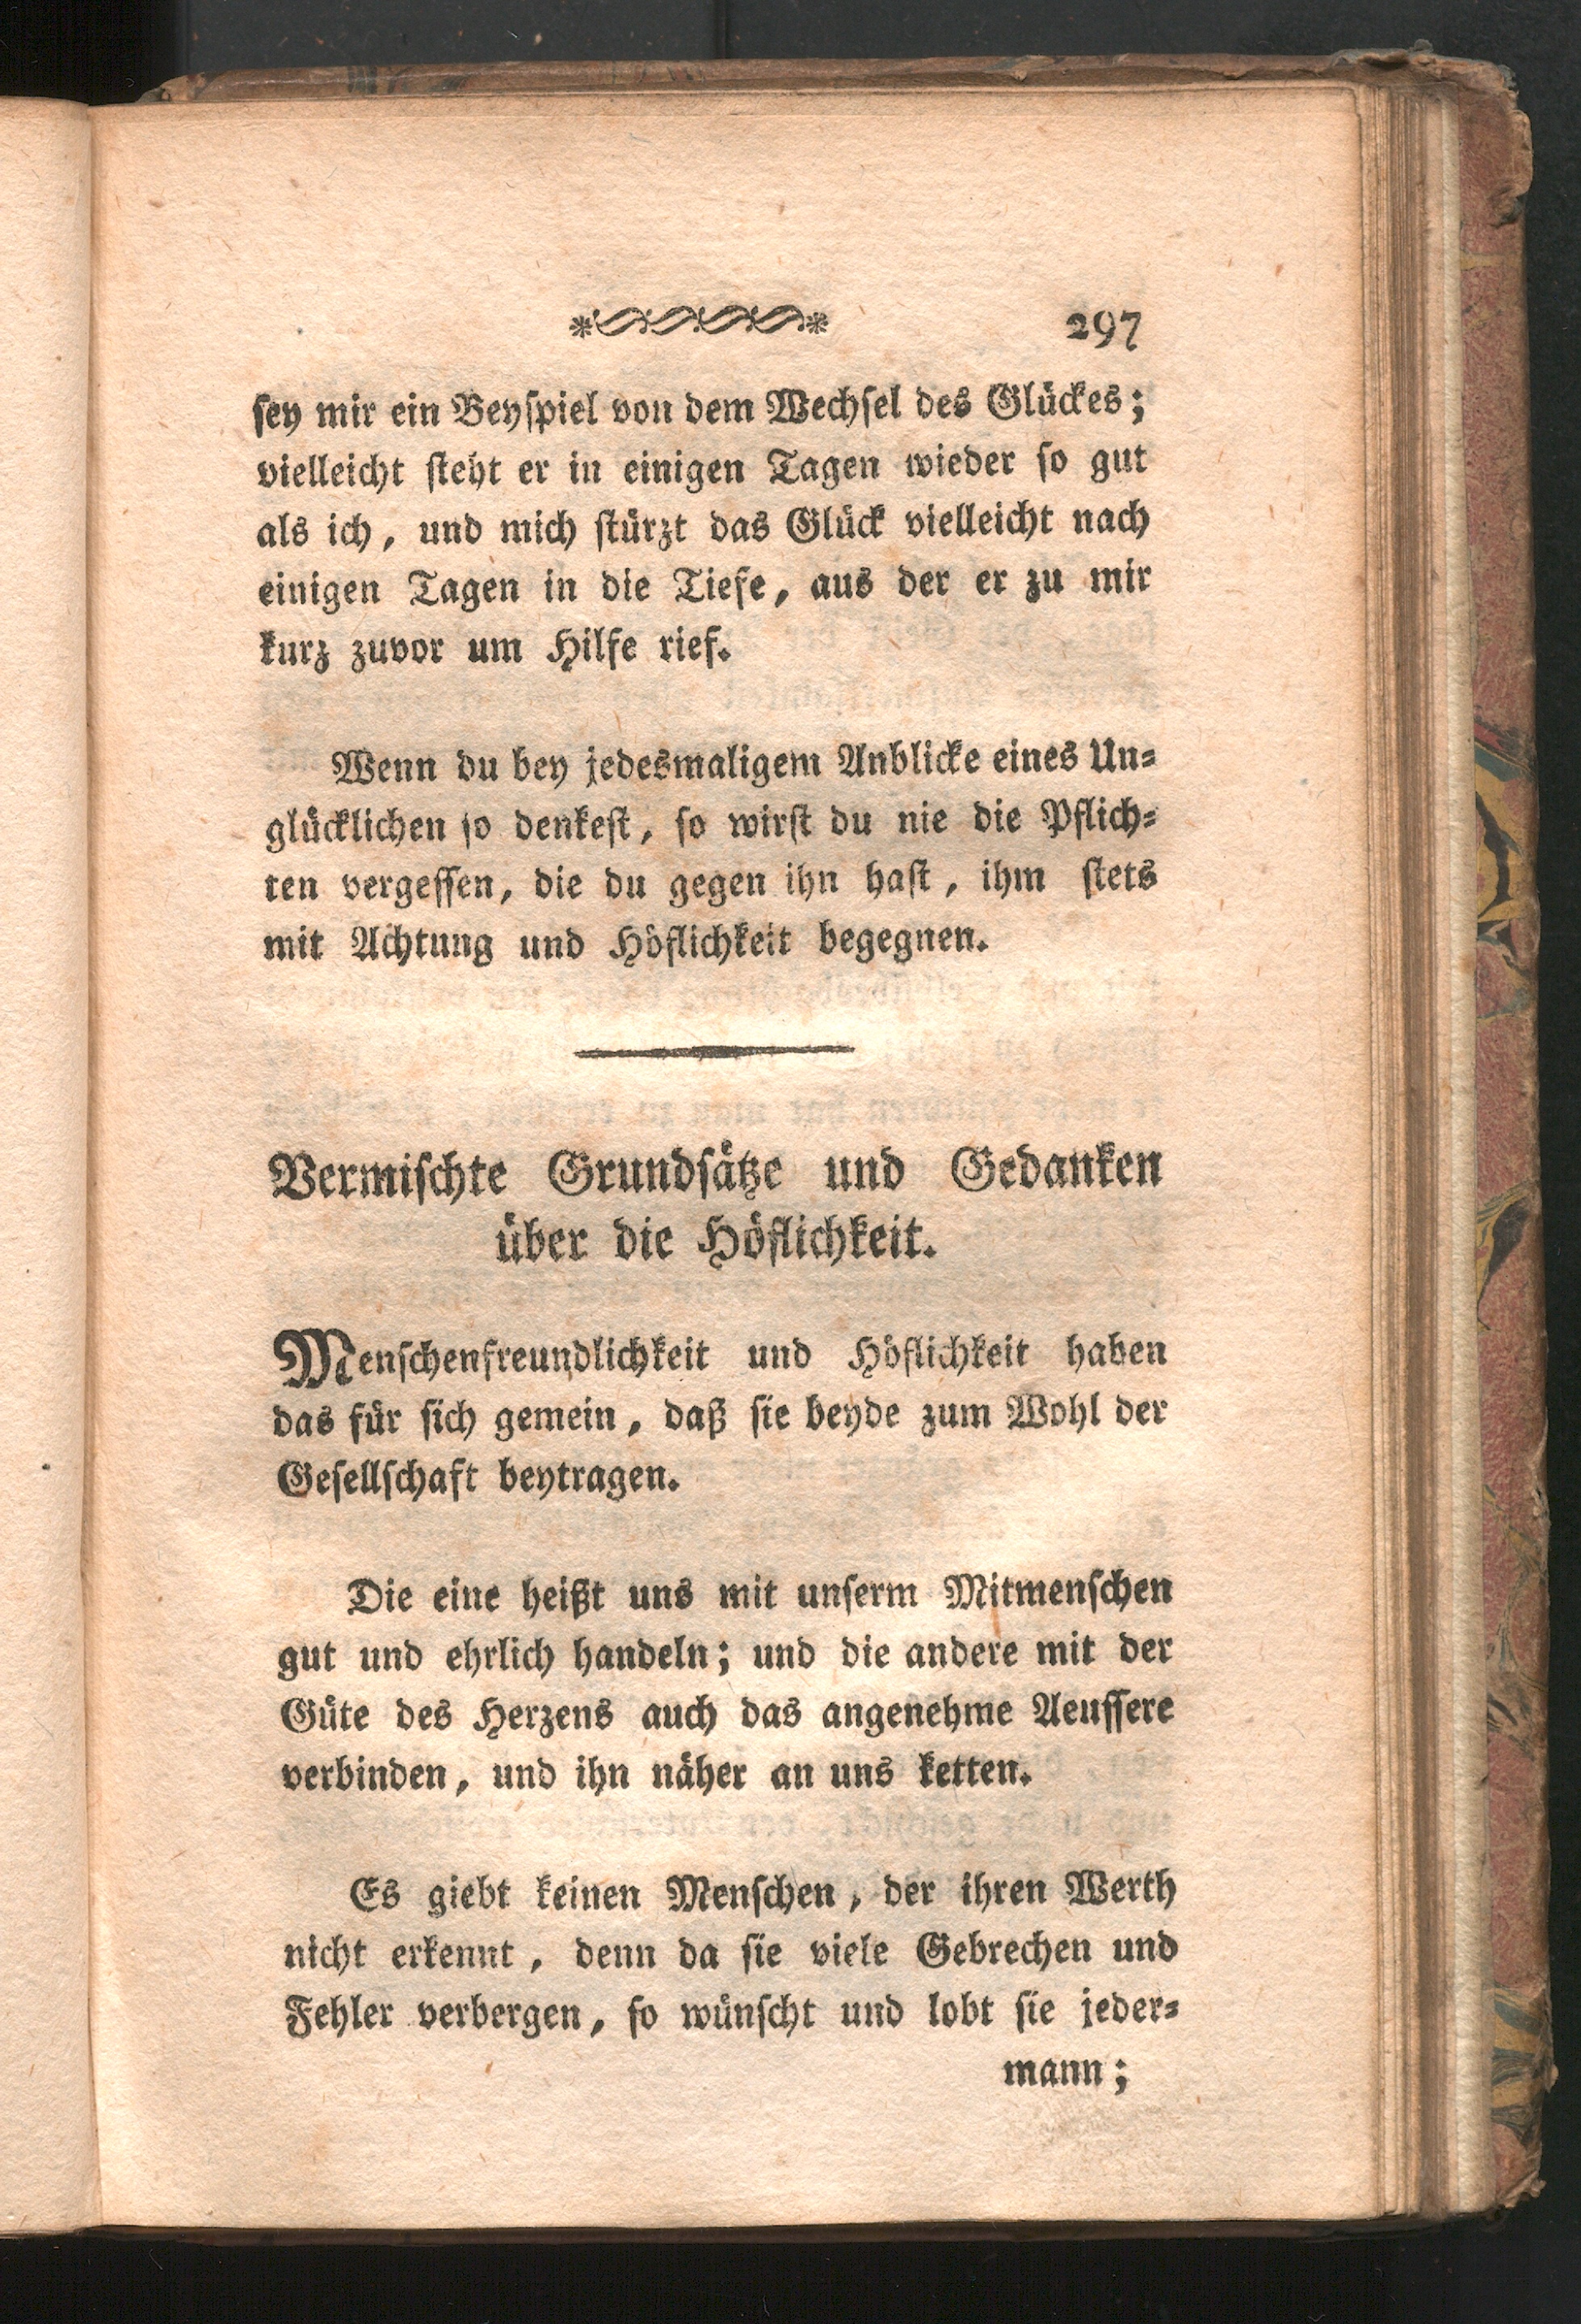 297
sey mir ein Beyspiel von dem Wechsel des Glückes;
vielleicht steht er in einigen Tagen wieder so gut
als ich, und mich stürzt das Glück vielleicht nach
einigen Tagen in die Tiefe, aus der er zu mir
kurz zuvor um Hilfe rief.
Wenn du bey jedesmaligem Anblicke eines Un-
glücklichen so denkest, so wirst du nie die Pflich-
ten vergessen, die du gegen ihn hast, ihm stets
mit Achtung und Höflichkeit begegnen.
Vermischte Grundsätze und Gedanken
über die Höflichkeit.
Menschenfreundlichkeit und Höflichkeit haben
das für sich gemein, daß sie beyde zum Wohl der
Gesellschaft beytragen.
Die eine heißt uns mit unserm Mitmenschen
gut und ehrlich handeln; und die andere mit der
Güte des Herzens auch das angenehme Aeussere
verbinden, und ihn näher an uns ketten.
Es giebt keinen Menschen, der ihren Werth
nicht erkennt, denn da sie viele Gebrechen und
Fehler verbergen, so wünscht und lobt sie jeder-
mann;